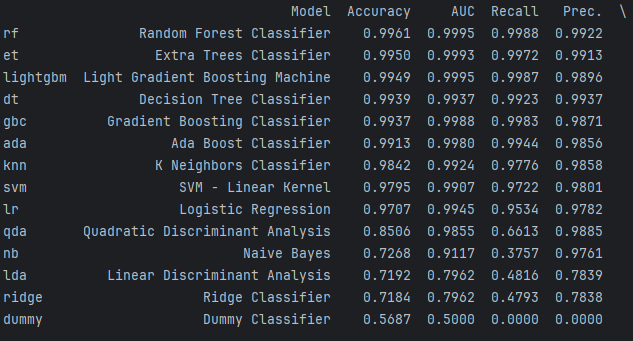 Model Accuracy AUC Recall Prec. \
rf Random Forest Classifier 0.9961 0.9995 0.9988 0.9922
et Extra Trees Classifier 0.9950 0.9993 0.9972 0.9913
lightgbm Light Gradient Boosting Machine 0.9949 0.9995 0.9987 0.9896
dt Decision Tree Classifier 0.9939 0.9937 0.9923 0.9937
gbc Gradient Boosting Classifier 0.9937 0.9988 0.9983 0.9871
ada Ada Boost Classifier 0.9913 0.9980 0.9944 0.9856
knn K Neighbors Classifier 0.9842 0.9924 0.9776 0.9858
svm SVM - Linear Kernel 0.9795 0.9907 0.9722 0.9801
lr Logistic Regression 0.9707 0.9945 0.9534 0.9782
qda Quadratic Discriminant Analysis 0.8506 0.9855 0.6613 0.9885
nb Naive Bayes 0.7268 0.9117 0.3757 0.9761
lda Linear Discriminant Analysis 0.7192 0.7962 0.4816 0.7839
ridge Ridge Classifier 0.7184 0.7962 0.4793 0.7838
dummy Dummy Classifier 0.5687 0.5000 0.0000 0.0000